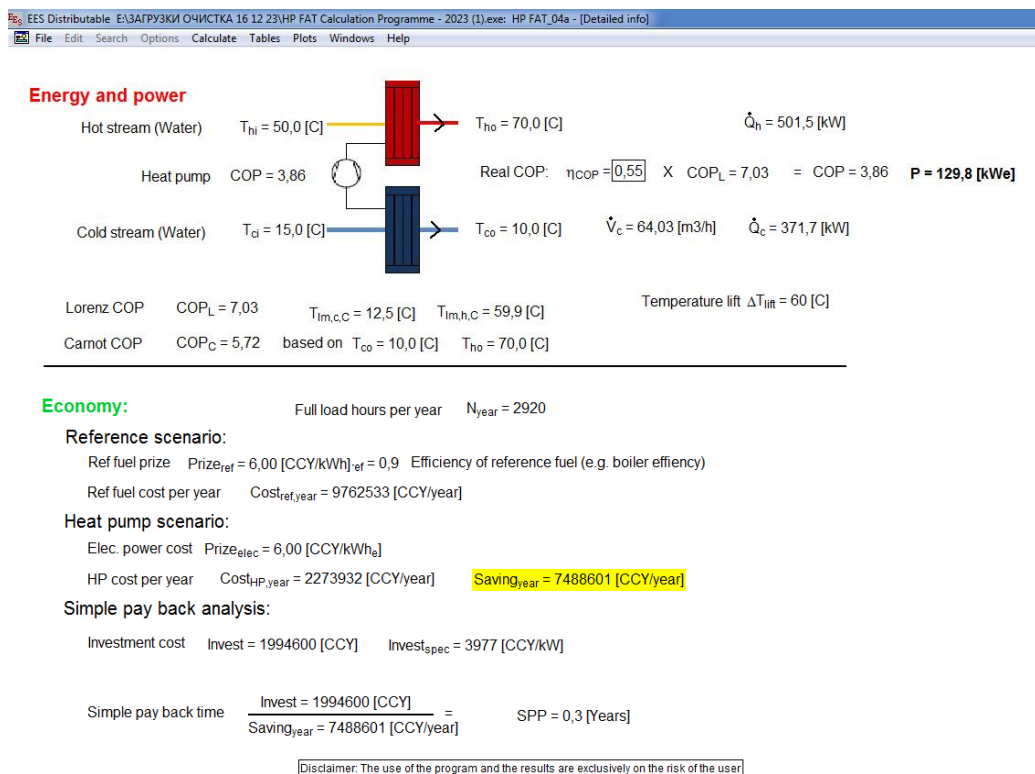 EES Distributable E:\ЗАГРУЗКИ ОЧИСТКА 16 12 23\HP FAT Calculation Programme - 2023 (1).exe: HP FAT_04a - [Detailed info]
File Edit Search Options Calculate Tables Plots Windows Help
Energy and power
Hot stream (Water) Thi = 50,0 [C] Tho = 70,0 [C] Q̇h = 501,5 [kW]
Heat pump COP = 3,86 Real COP: ηCOP = 0,55 X COPL = 7,03 = COP = 3,86 P = 129,8 [kWe]
Cold stream (Water) Tci = 15,0 [C] Tco = 10,0 [C] V̇c = 64,03 [m3/h] Q̇c = 371,7 [kW]
Temperature lift ΔTlift = 60 [C]
Lorenz COP COPL = 7,03 Tlm,c,C = 12,5 [C] Tlm,h,C = 59,9 [C]
Carnot COP COPC = 5,72 based on Tco = 10,0 [C] Tho = 70,0 [C]
Economy: Full load hours per year Nyear = 2920
Reference scenario:
Ref fuel prize Prizeref = 6,00 [CCY/kWh] ref = 0,9 Efficiency of reference fuel (e.g. boiler effiency)
Ref fuel cost per year Costref,year = 9762533 [CCY/year]
Heat pump scenario:
Elec. power cost Prizeelec = 6,00 [CCY/kWhe]
HP cost per year CostHP,year = 2273932 [CCY/year] Savingyear = 7488601 [CCY/year]
Simple pay back analysis:
Investment cost Invest = 1994600 [CCY] Investspec = 3977 [CCY/kW]
Invest = 1994600 [CCY]
Simple pay back time = SPP = 0,3 [Years]
Savingyear = 7488601 [CCY/year]
Disclaimer: The use of the program and the results are exclusively on the risk of the user